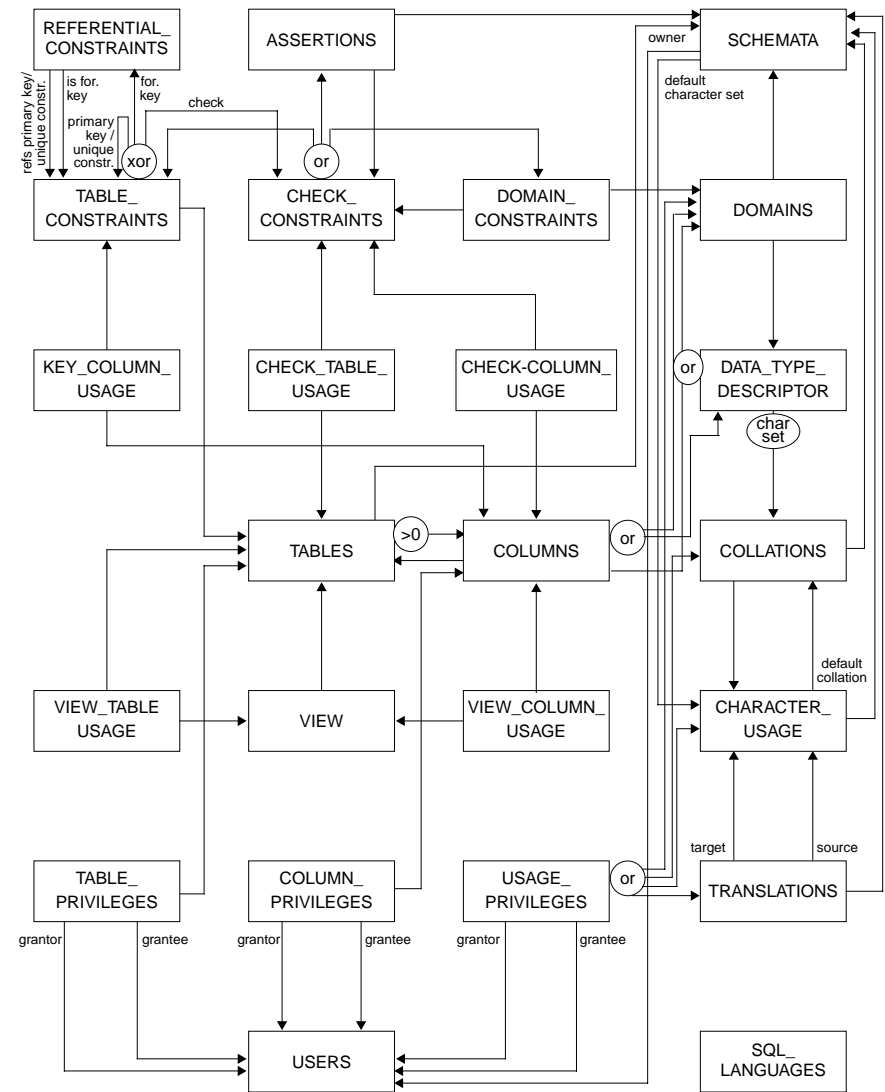 REFERENTIAL_
CONSTRAINTS
ASSERTIONS
owner
SCHEMATA
refs primary key/
unique constr.
is for.
key
for.
key
check
default
character set
primary
key /
unique
constr.
xor
or
TABLE_
CONSTRAINTS
CHECK_
CONSTRAINTS
DOMAIN_
CONSTRAINTS
DOMAINS
KEY_COLUMN_
USAGE
CHECK_TABLE_
USAGE
CHECK-COLUMN_
USAGE
or
DATA_TYPE_
DESCRIPTOR
char
set
TABLES
>0
COLUMNS
or
COLLATIONS
default
collation
VIEW_TABLE
USAGE
VIEW
VIEW_COLUMN_
USAGE
CHARACTER_
USAGE
target
source
TABLE_
PRIVILEGES
COLUMN_
PRIVILEGES
USAGE_
PRIVILEGES
or
TRANSLATIONS
grantor
grantee
grantor
grantee
grantor
grantee
USERS
SQL_
LANGUAGES